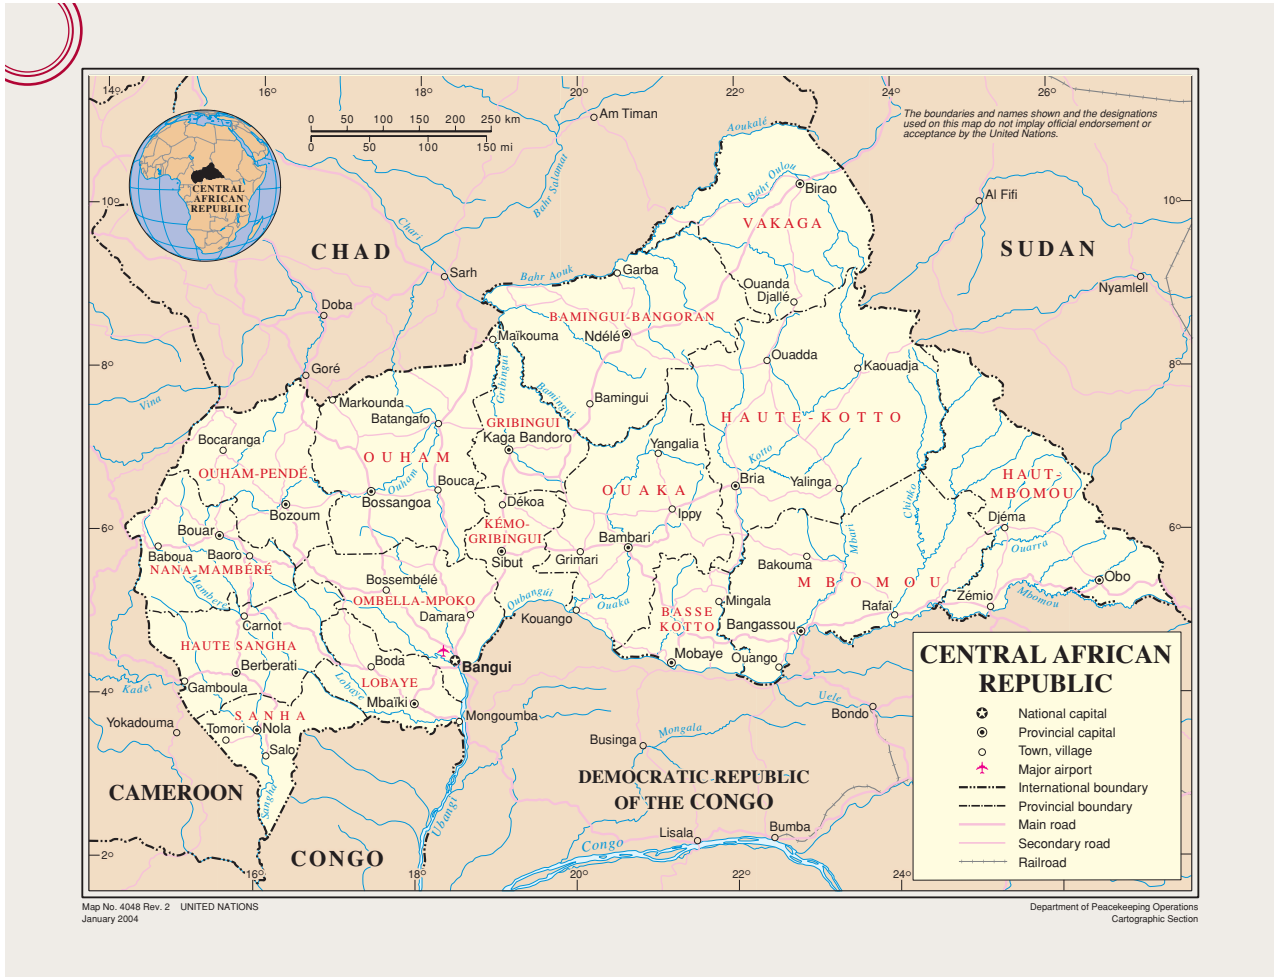 14°
16°
18°
20°
22°
24°
26°
0 50 100 150 200 250 km
0 50 100 150 mi
Am Timan
Aoukalé
The boundaries and names shown and the designations
used on this map do not implay official endorsement or
acceptance by the United Nations.
CENTRAL
AFRICAN
REPUBLIC
Bahr Salamat
Bahr Oulou
Birao
Al Fifi
10°
10°
Chari
VAKAGA
CHAD
SUDAN
Sarh
Bahr Aouk
Garba
Ouanda
Djallé
Nyamlell
Doba
BAMINGUI-BANGORAN
Maïkouma
Ndélé
Ouadda
Kaouadja
8°
8°
Goré
Gribingui
Bamingui
Bamingui
Vina
Markounda
Batangafo
GRIBINGUI
Kaga Bandoro
HAUTE-KOTTO
Bocaranga
OUHAM
Yangalia
Kotto
OUHAM-PENDÉ
Ouham
Bouca
Bria
Yalinga
HAUT-
MBOMOU
OUAKA
Chinko
Bossangoa
Dékoa
Bozoum
Ippy
Djéma
6°
6°
KÉMO-
GRIBINGUI
Bouar
Bambari
Mbari
Ouarra
Baboua
Baoro
Sibut
Grimari
Bakouma
NANA-MAMBÉRÉ
Bossembélé
MBOMOU
Obo
Mambere
OMBELLA-MPOKO
Oubangui
Ouaka
Mingala
Rafaï
Zémio
Mbomou
Carnot
Damara
Kouango
BASSE
KOTTO
Bangassou
HAUTE SANGHA
Berberati
Boda
Bangui
Mobaye
Ouango
CENTRAL AFRICAN
REPUBLIC
4°
Kadei
Gamboula
Lobaye
LOBAYE
Mbaïki
Uele
Bondo
National capital
Provincial capital
Town, village
Major airport
International boundary
Provincial boundary
Main road
Secondary road
Railroad
Yokadouma
SANHA
Tomori
Nola
Mongoumba
Salo
Businga
Mongala
CAMEROON
Sangha
DEMOCRATIC REPUBLIC
OF THE CONGO
Ubangi
Lisala
Bumba
2°
CONGO
Congo
16°
18°
20°
22°
24°
Map No. 4048 Rev. 2 UNITED NATIONS
January 2004
Department of Peacekeeping Operations
Cartographic Section